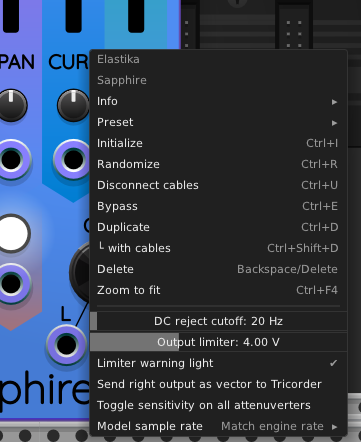 PAN CUR
Elastika
Sapphire
Info ▸
Preset ▸
Initialize Ctrl+I
Randomize Ctrl+R
Disconnect cables Ctrl+U
Bypass Ctrl+E
Duplicate Ctrl+D
└ with cables Ctrl+Shift+D
Delete Backspace/Delete
Zoom to fit Ctrl+F4
DC reject cutoff: 20 Hz
L
Output limiter: 4.00 V
Limiter warning light ✔
phire
Send right output as vector to Tricorder
Toggle sensitivity on all attenuverters
Model sample rate Match engine rate ▸